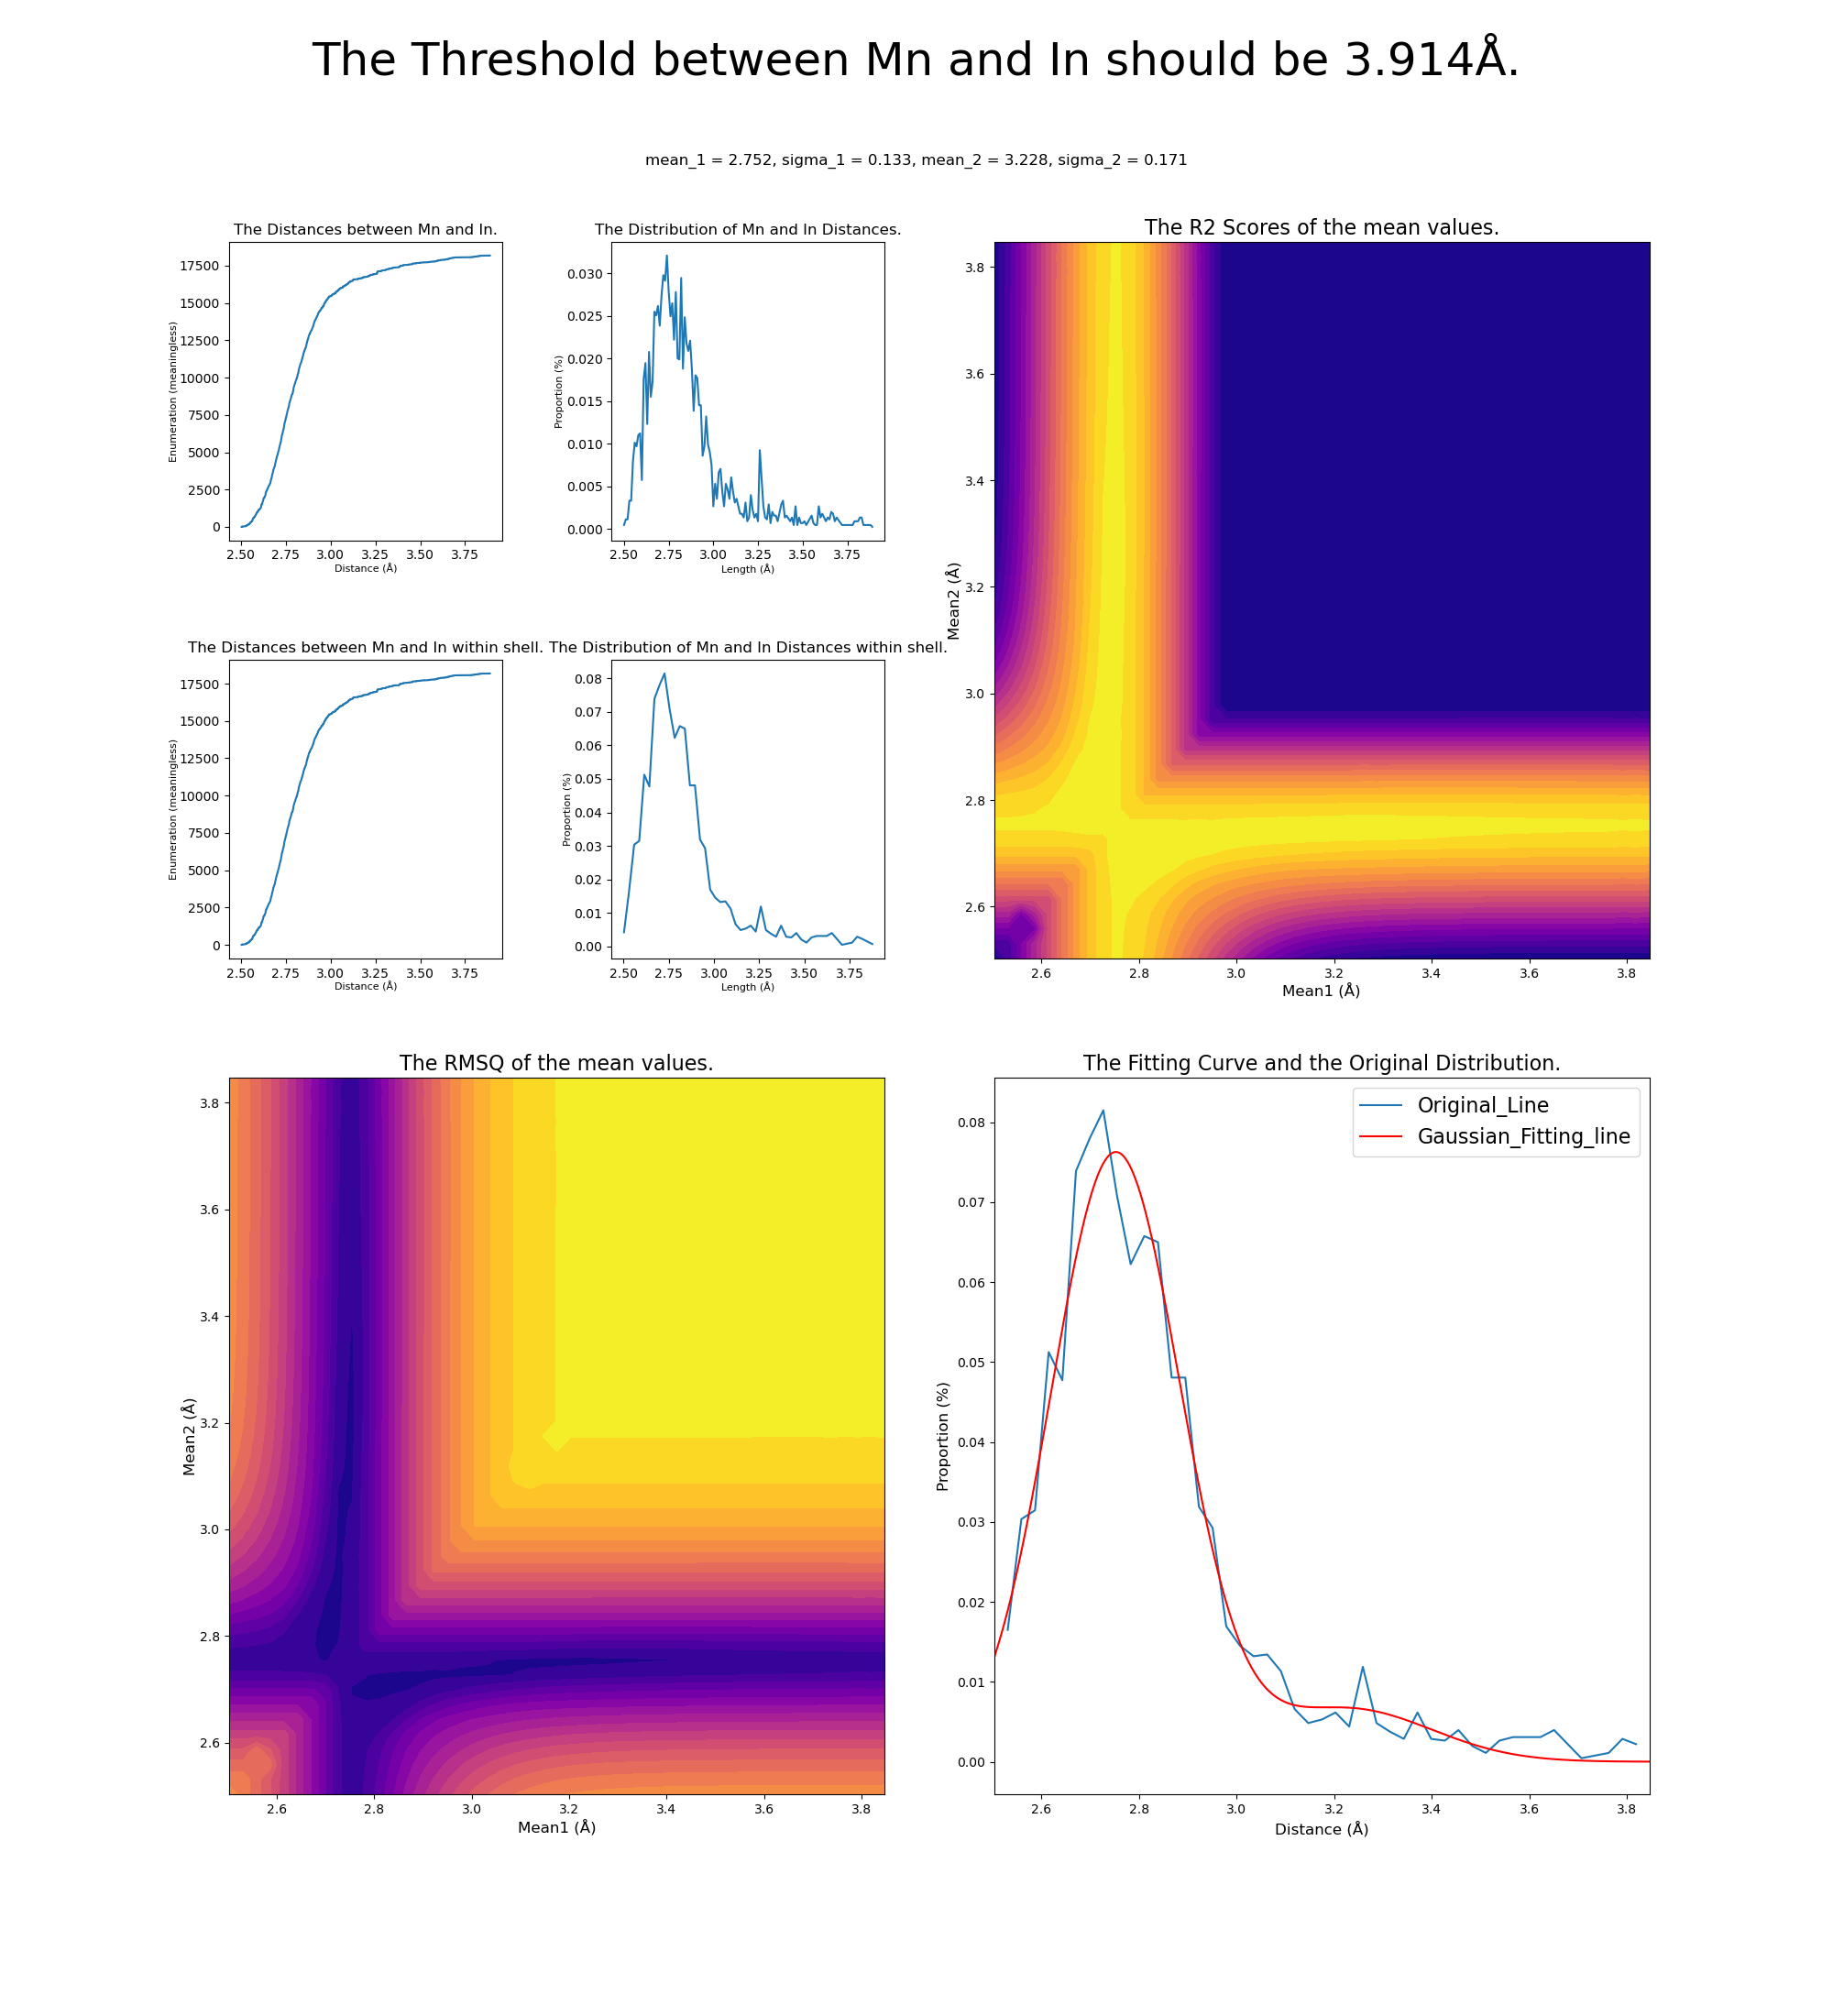 The Threshold between Mn and In should be 3.914Å.
mean_1 = 2.752, sigma_1 = 0.133, mean_2 = 3.228, sigma_2 = 0.171
The Distances between Mn and In.
17500
15000
12500
10000
7500
5000
2500
0
Enumeration (meaningless)
2.50 2.75 3.00 3.25 3.50 3.75
Distance (Å)
The Distribution of Mn and In Distances.
0.030
0.025
0.020
0.015
0.010
0.005
0.000
Proportion (%)
2.50 2.75 3.00 3.25 3.50 3.75
Length (Å)
The R2 Scores of the mean values.
3.8
3.6
3.4
3.2
3.0
2.8
2.6
Mean2 (Å)
2.6 2.8 3.0 3.2 3.4 3.6 3.8
Mean1 (Å)
The Distances between Mn and In within shell.
17500
15000
12500
10000
7500
5000
2500
0
Enumeration (meaningless)
2.50 2.75 3.00 3.25 3.50 3.75
Distance (Å)
The Distribution of Mn and In Distances within shell.
0.08
0.07
0.06
0.05
0.04
0.03
0.02
0.01
0.00
Proportion (%)
2.50 2.75 3.00 3.25 3.50 3.75
Length (Å)
The RMSQ of the mean values.
3.8
3.6
3.4
3.2
3.0
2.8
2.6
Mean2 (Å)
2.6 2.8 3.0 3.2 3.4 3.6 3.8
Mean1 (Å)
The Fitting Curve and the Original Distribution.
Original_Line
Gaussian_Fitting_line
0.08
0.07
0.06
0.05
0.04
0.03
0.02
0.01
0.00
Proportion (%)
2.6 2.8 3.0 3.2 3.4 3.6 3.8
Distance (Å)